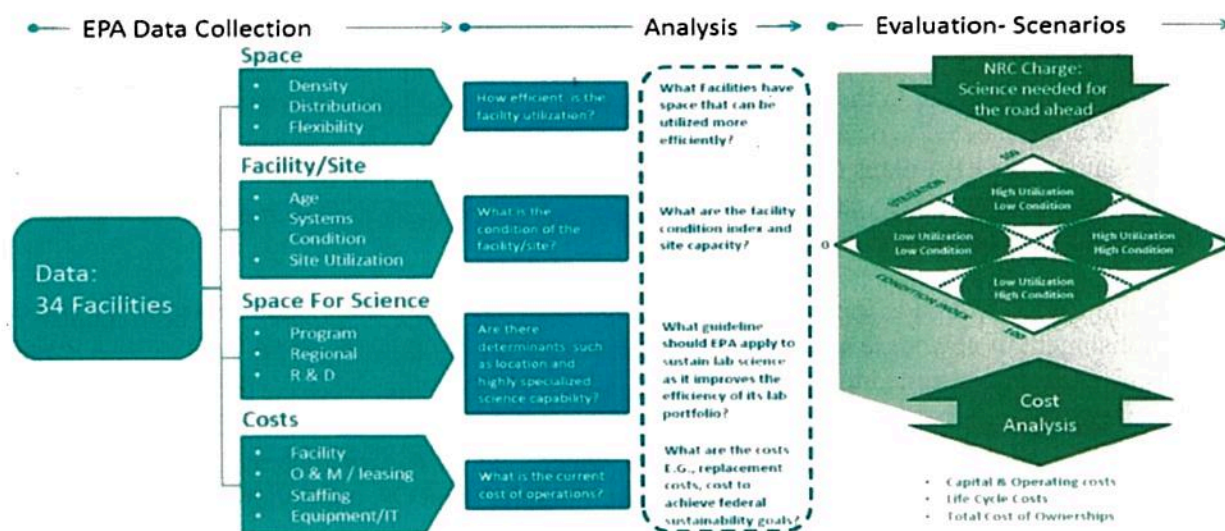 EPA Data Collection
Analysis
Evaluation- Scenarios
Data:
34 Facilities
Space
• Density
• Distribution
• Flexibility
How efficient is the
facility utilization?
What Facilities have
space that can be
utilized more
efficiently?
Facility/Site
• Age
• Systems
Condition
• Site Utilization
What is the
condition of the
facility/site?
What are the facility
condition index and
site capacity?
Space For Science
• Program
• Regional
• R & D
Are there
determinants such
as location and
highly specialized
science capability?
What guideline
should EPA apply to
sustain lab science
as it improves the
efficiency of its lab
portfolio?
Costs
• Facility
• O & M / leasing
• Staffing
• Equipment/IT
What is the current
cost of operations?
What are the costs
E.G., replacement
costs, cost to
achieve federal
sustainability goals?
NRC Charge:
Science needed for
the road ahead
100
UTILIZATION
High Utilization
Low Condition
0
Low Utilization
Low Condition
High Utilization
High Condition
Low Utilization
High Condition
CONDITION INDEX
100
Cost
Analysis
• Capital & Operating costs
• Life Cycle Costs
• Total Cost of Ownerships